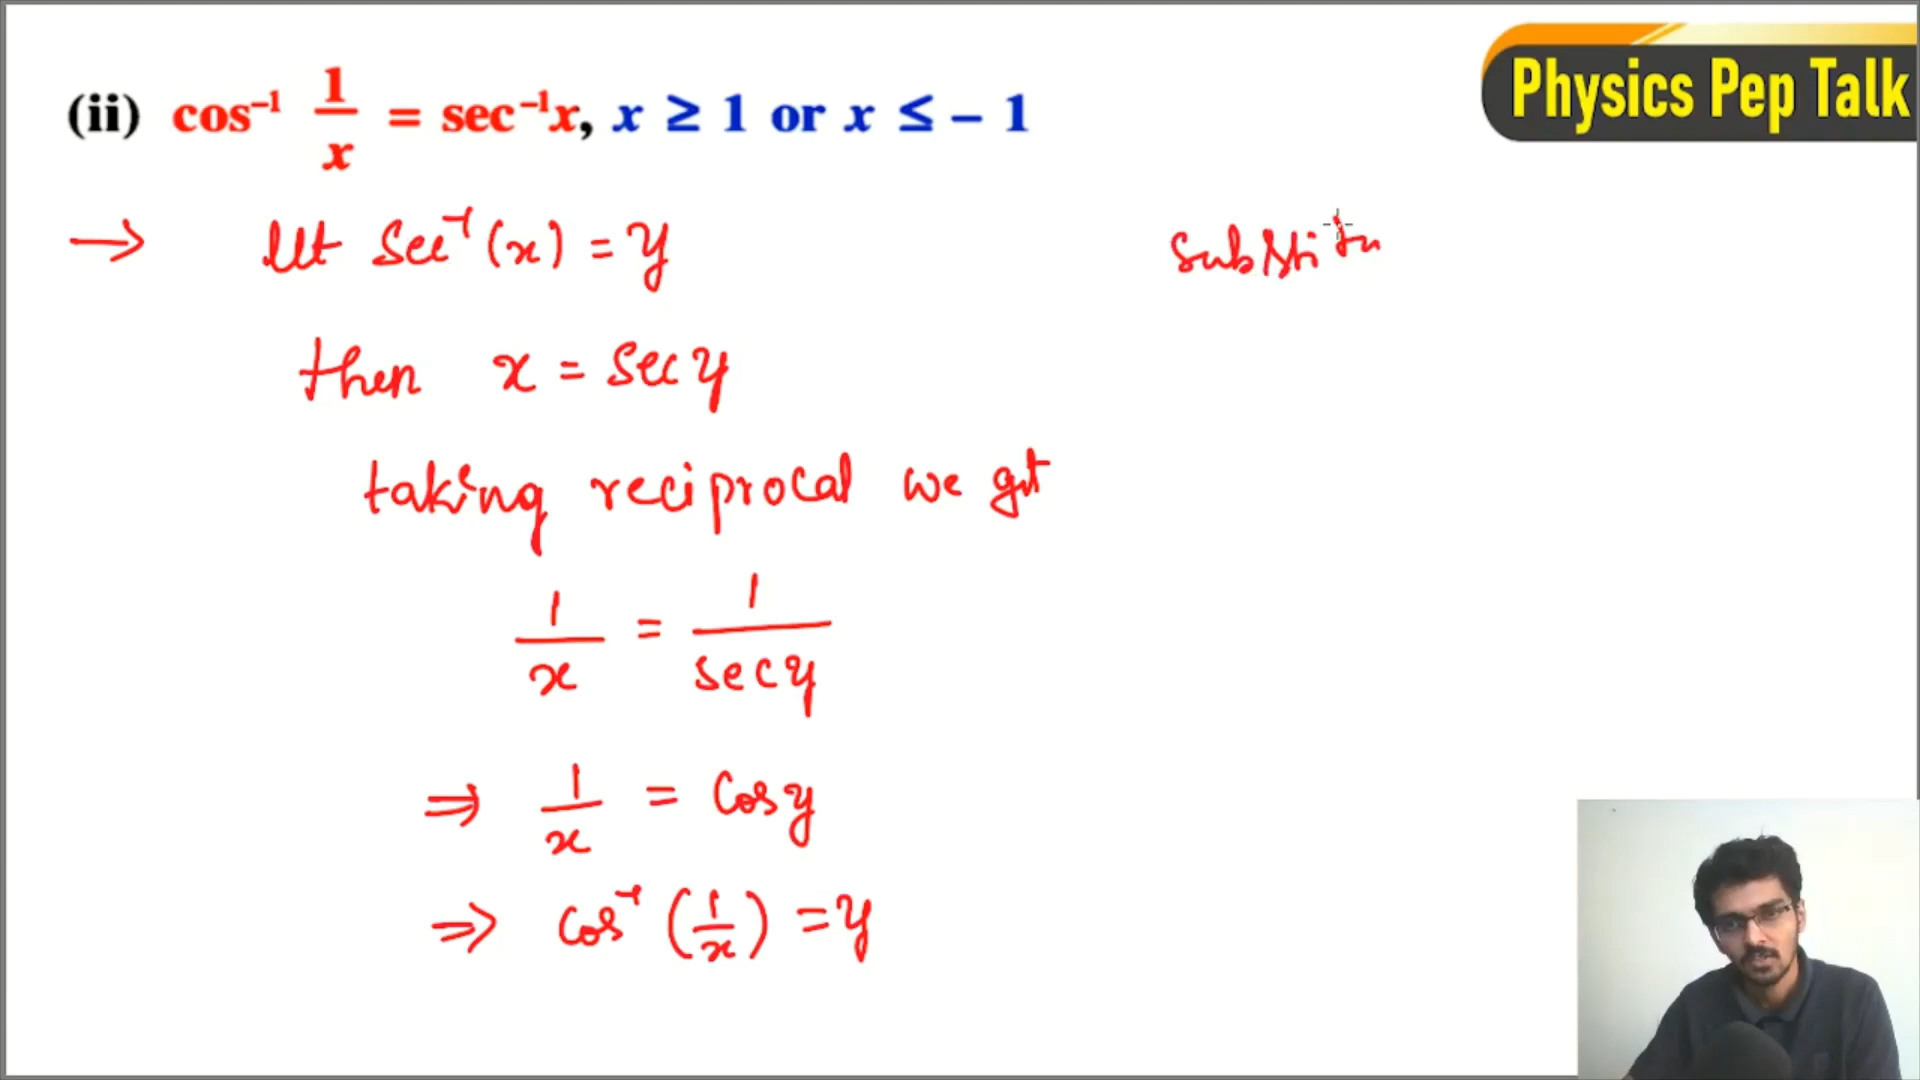 (ii) cos⁻¹ 1/x = sec⁻¹x, x ≥ 1 or x ≤ – 1
Physics Pep Talk
→ let Sec⁻¹(x) = y
then x = Sec y
taking reciprocal we get
1/x = 1/sec y
⇒ 1/x = Cos y
⇒ Cos⁻¹(1/x) = y
Substitu